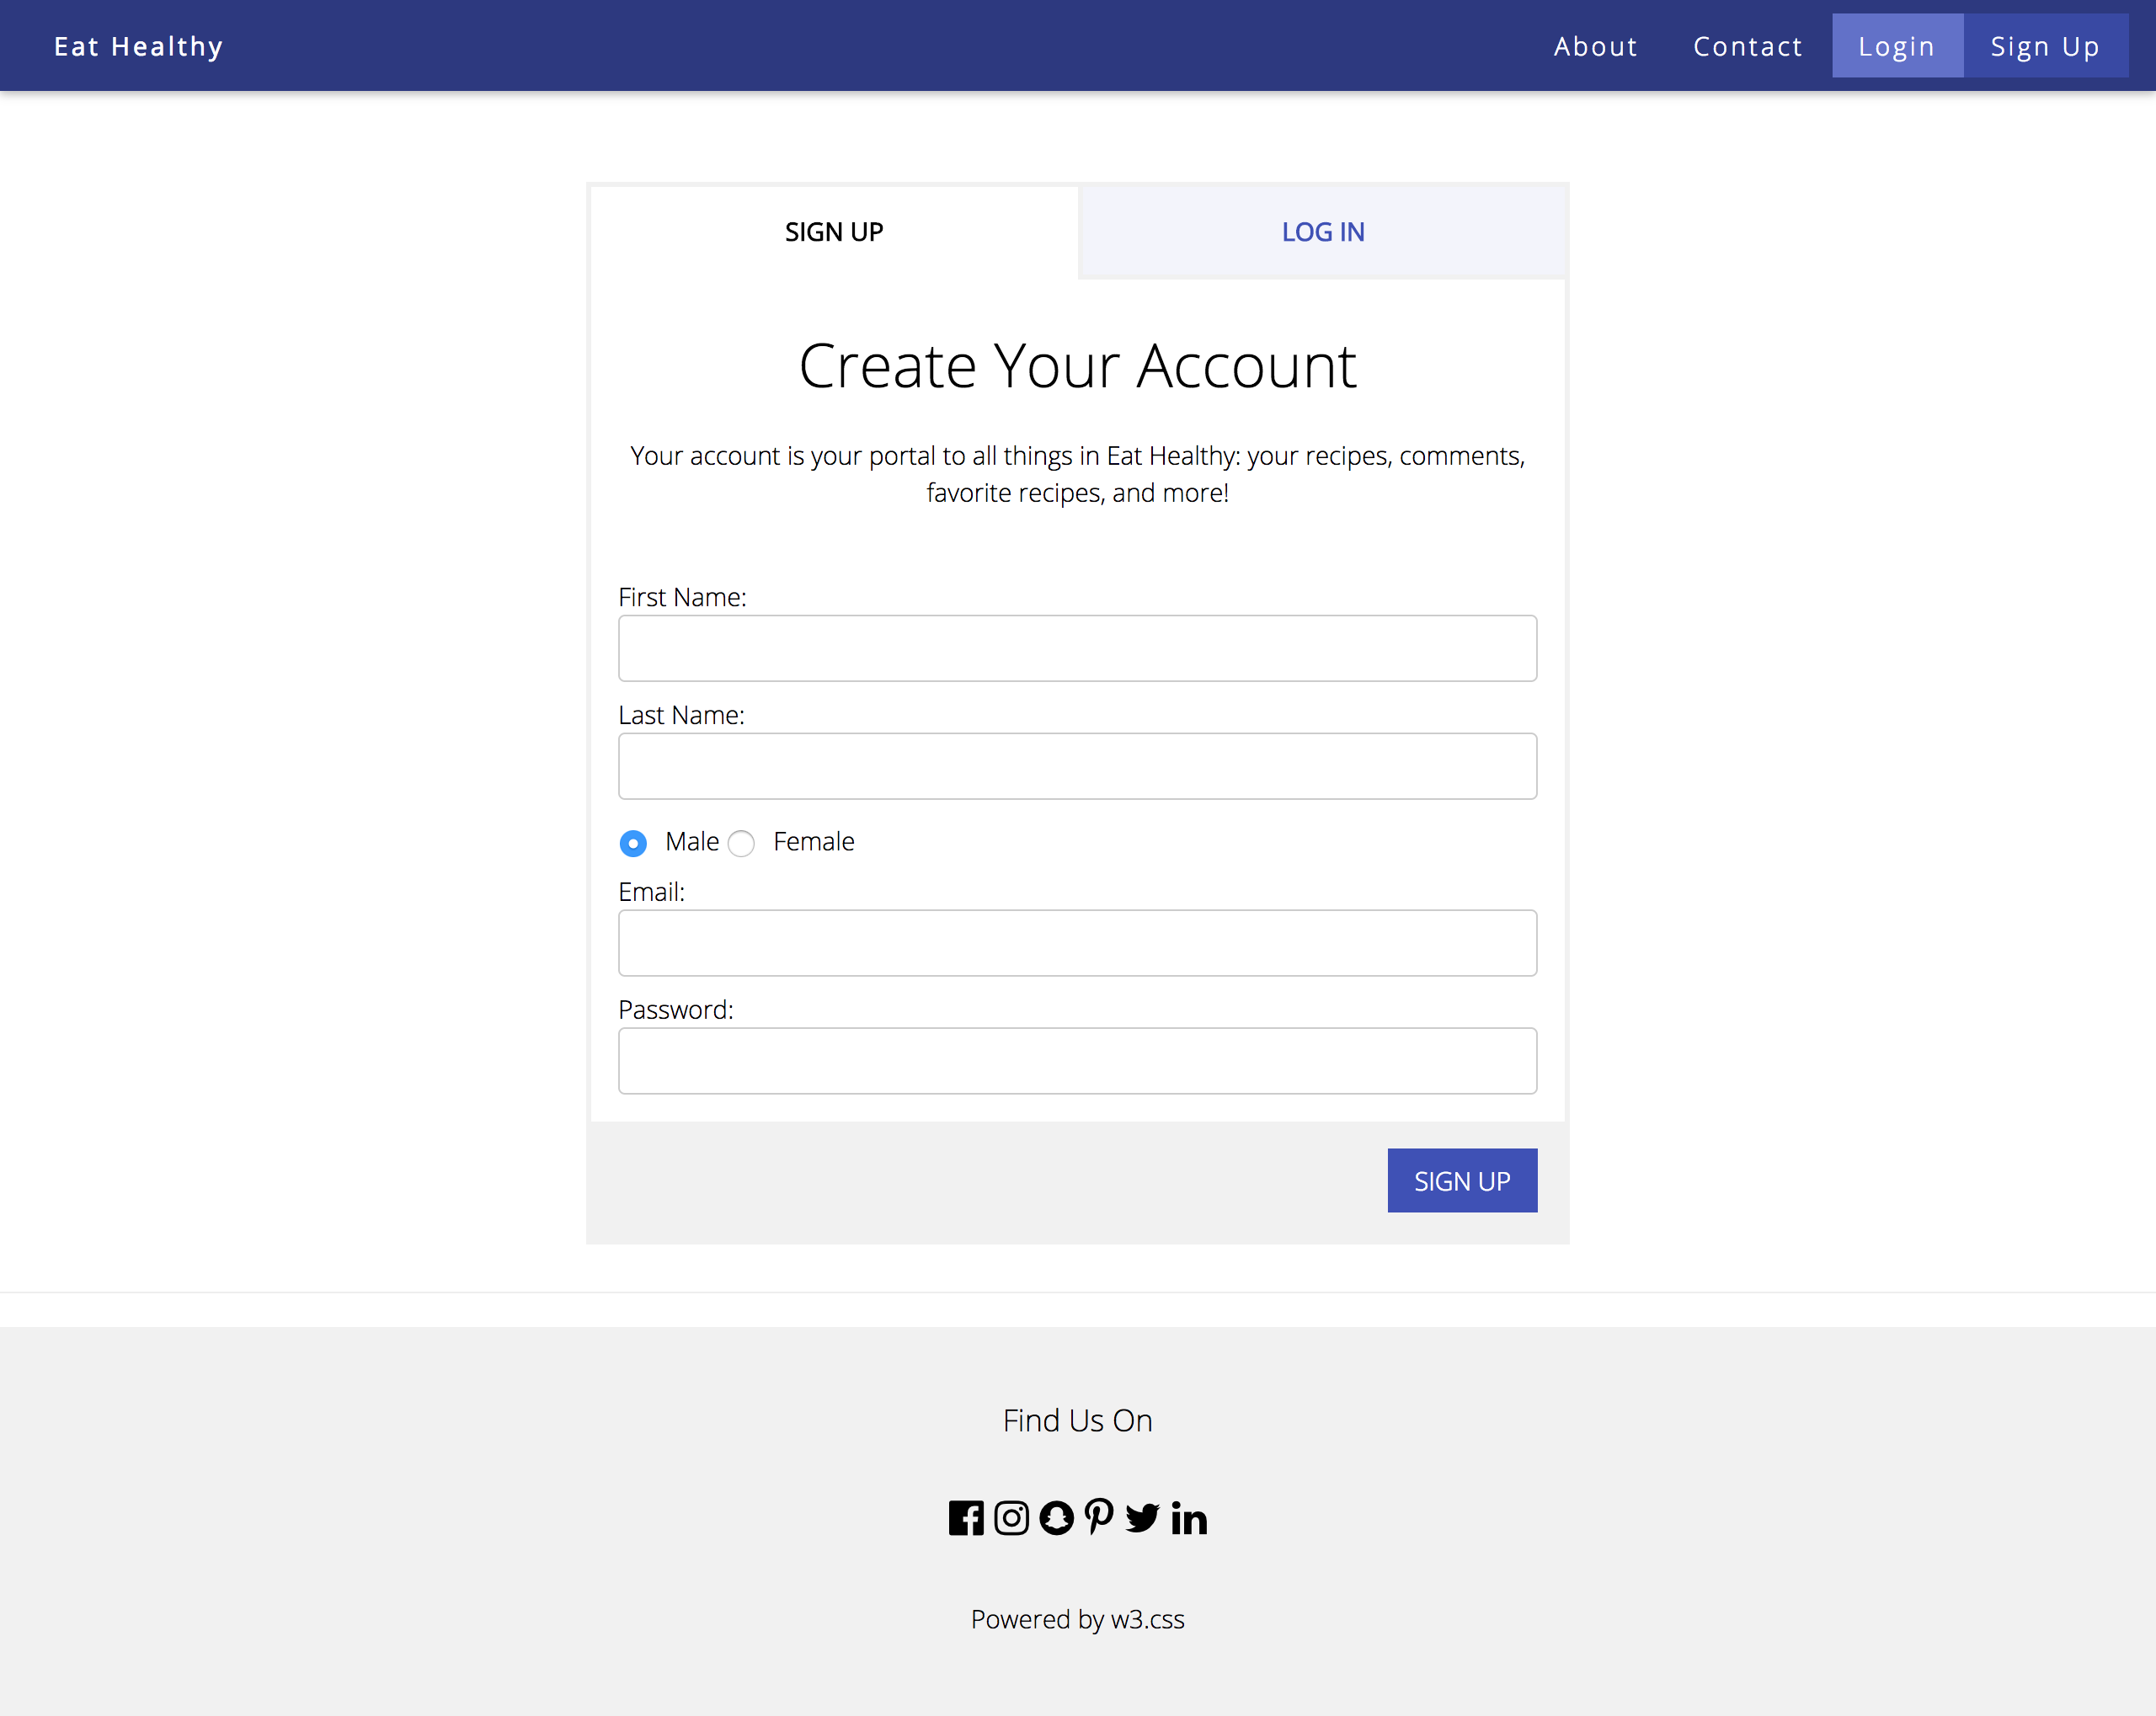 Eat Healthy About Contact Login Sign Up
SIGN UP LOG IN
Create Your Account
Your account is your portal to all things in Eat Healthy: your recipes, comments,
favorite recipes, and more!
First Name:
Last Name:
Male Female
Email:
Password:
SIGN UP
Find Us On
Powered by w3.css